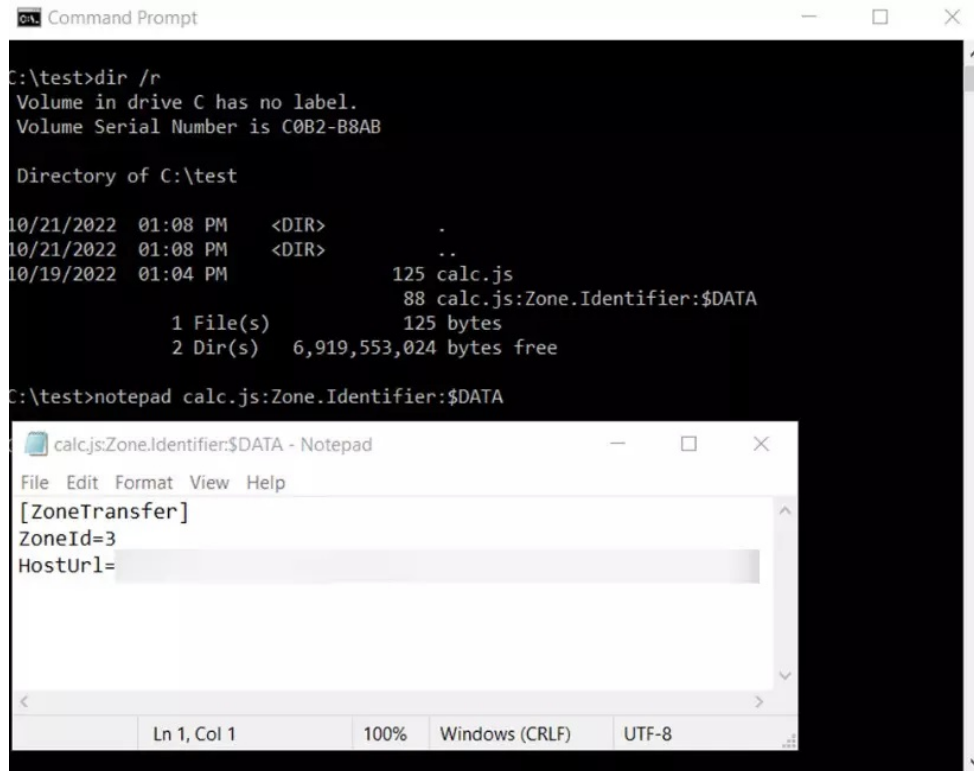 Command Prompt
C:\test>dir /r
Volume in drive C has no label.
Volume Serial Number is C0B2-B8AB
Directory of C:\test
10/21/2022 01:08 PM <DIR> .
10/21/2022 01:08 PM <DIR> ..
10/19/2022 01:04 PM 125 calc.js
88 calc.js:Zone.Identifier:$DATA
1 File(s) 125 bytes
2 Dir(s) 6,919,553,024 bytes free
C:\test>notepad calc.js:Zone.Identifier:$DATA
calc.js:Zone.Identifier:$DATA - Notepad
File Edit Format View Help
[ZoneTransfer]
ZoneId=3
HostUrl=
Ln 1, Col 1 100% Windows (CRLF) UTF-8